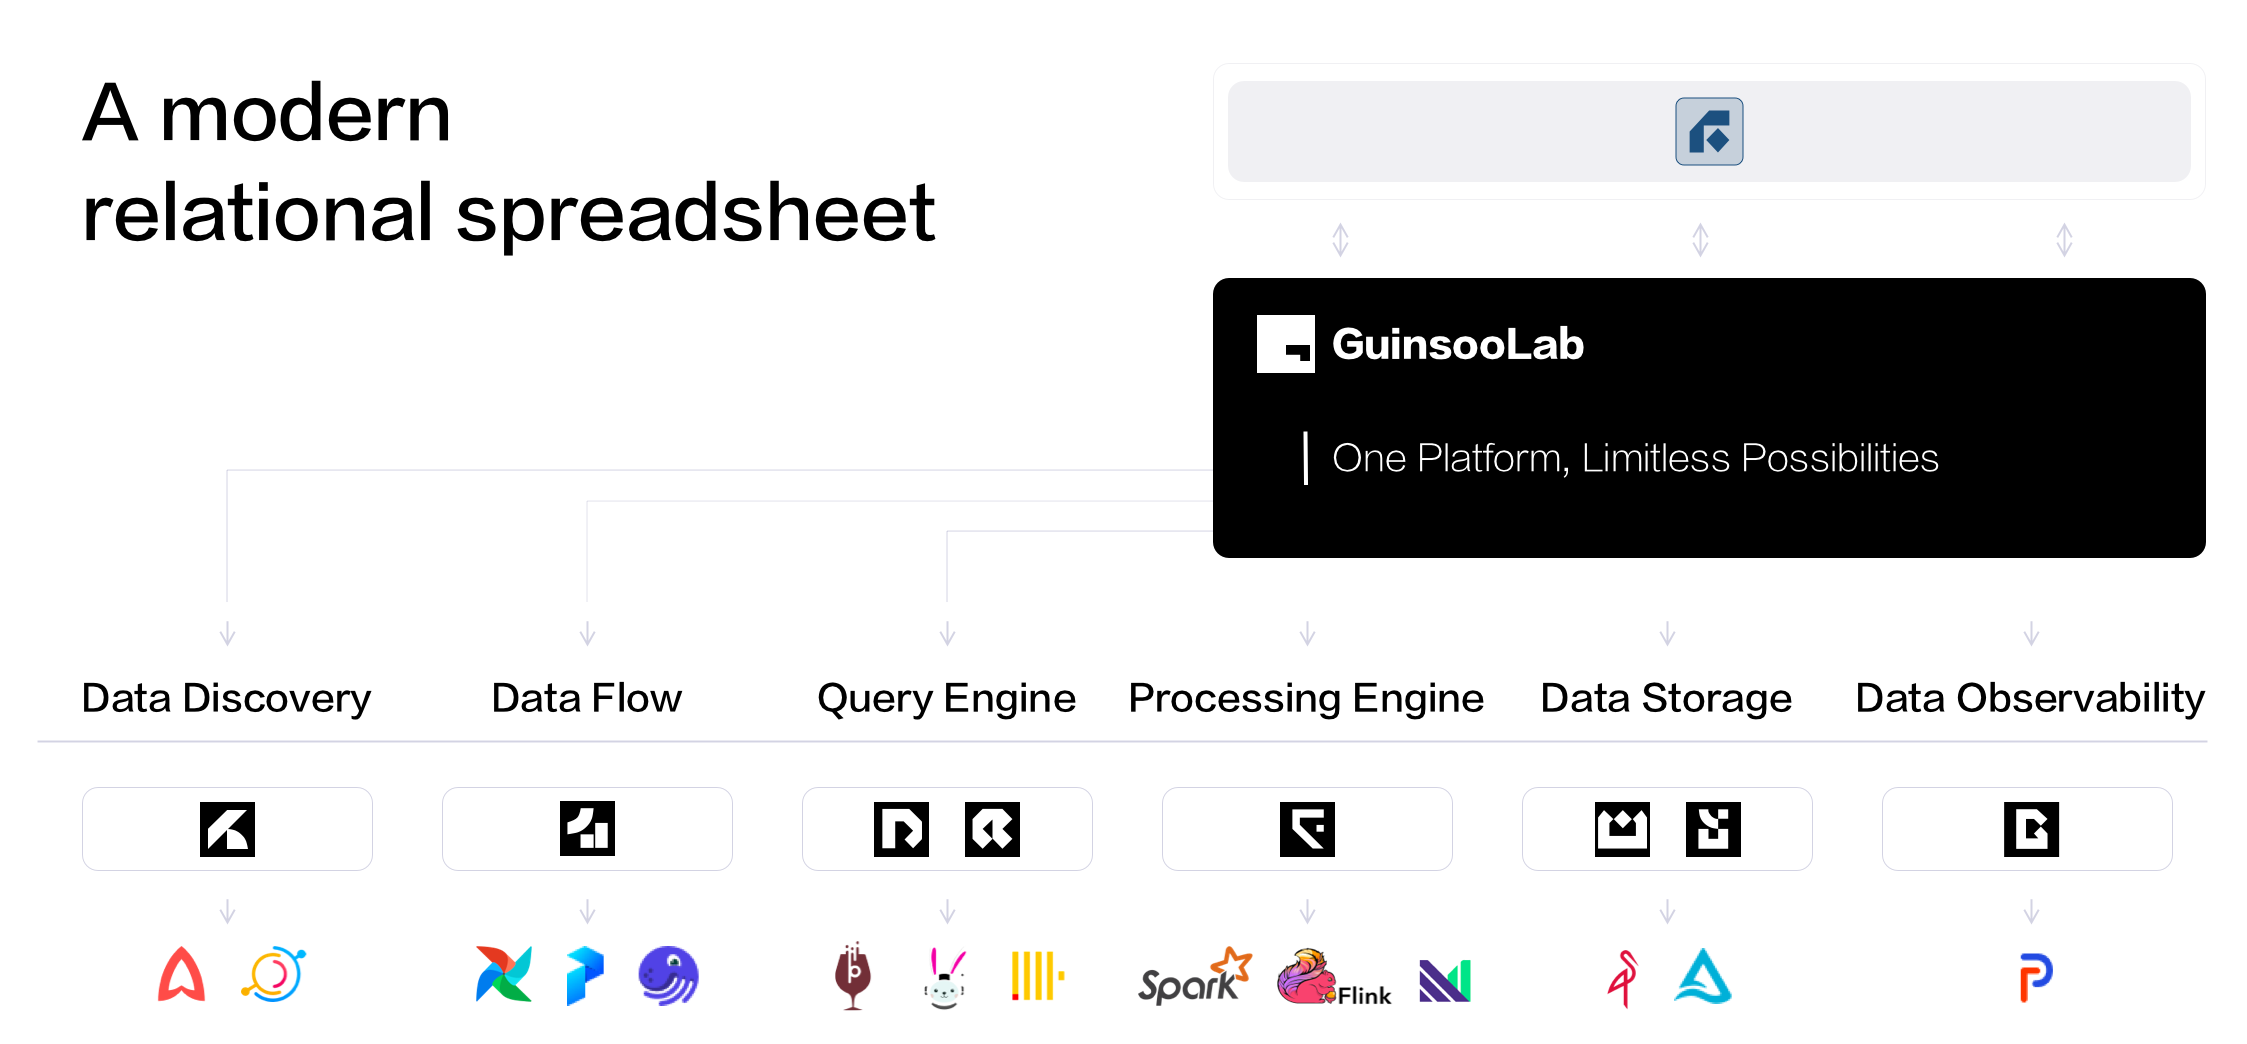 A modern
relational spreadsheet
GuinsooLab
One Platform, Limitless Possibilities
Data Discovery
Data Flow
Query Engine
Processing Engine
Data Storage
Data Observability
Spark
Flink